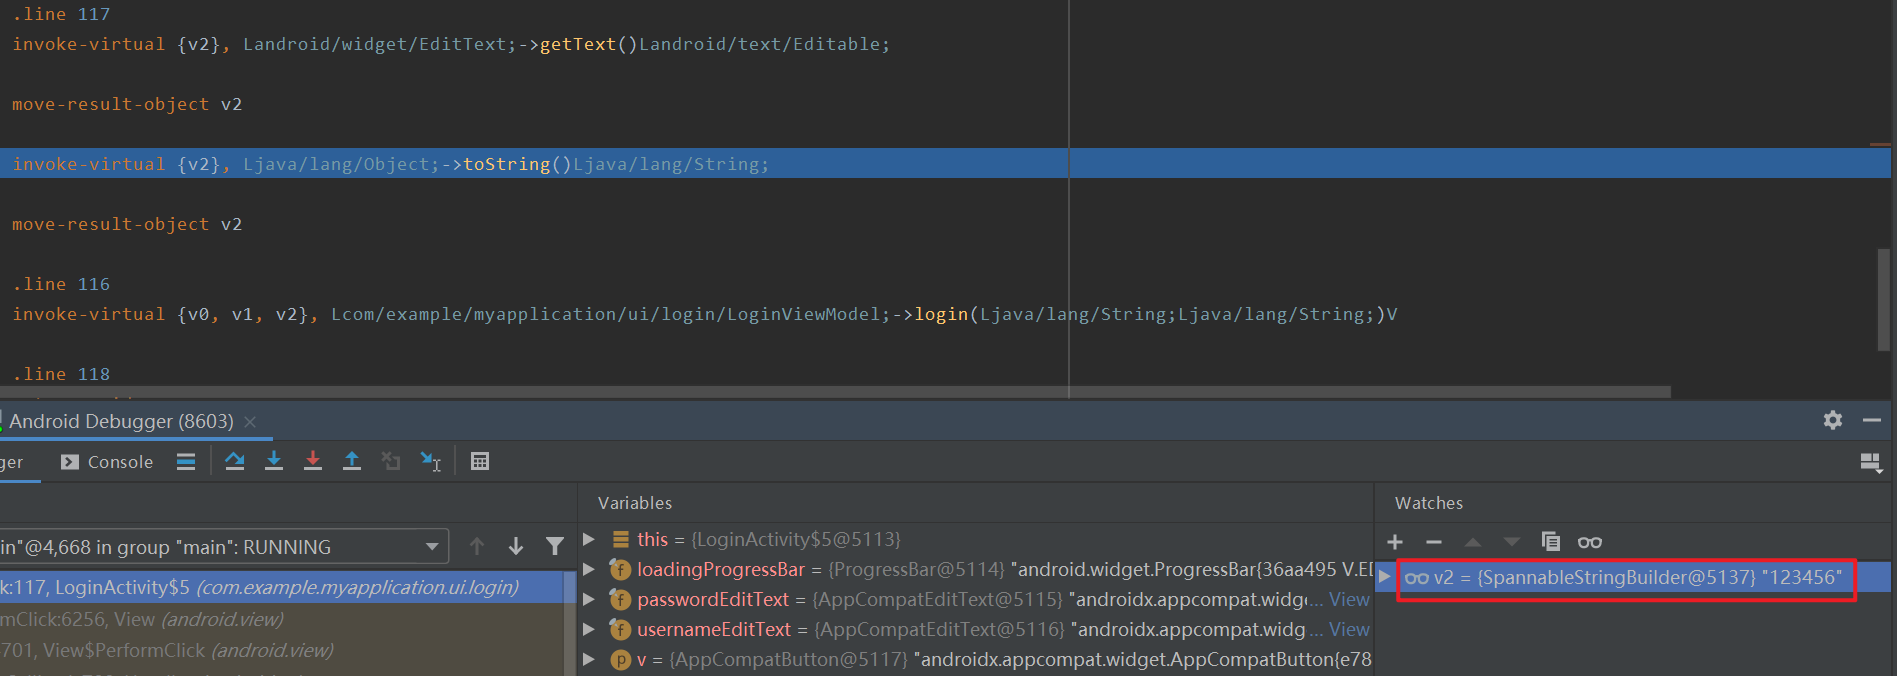 .line 117
invoke-virtual {v2}, Landroid/widget/EditText;->getText()Landroid/text/Editable;
move-result-object v2
invoke-virtual {v2}, Ljava/lang/Object;->toString()Ljava/lang/String;
move-result-object v2
.line 116
invoke-virtual {v0, v1, v2}, Lcom/example/myapplication/ui/login/LoginViewModel;->login(Ljava/lang/String;Ljava/lang/String;)V
.line 118
Android Debugger (8603)
ger Console
Variables
Watches
in"@4,668 in group "main": RUNNING
k:117, LoginActivity$5 (com.example.myapplication.ui.login)
mClick:6256, View (android.view)
701, View$PerformClick (android.view)
this = {LoginActivity$5@5113}
loadingProgressBar = {ProgressBar@5114} "android.widget.ProgressBar{36aa495 V.ED
passwordEditText = {AppCompatEditText@5115} "androidx.appcompat.widg... View
usernameEditText = {AppCompatEditText@5116} "androidx.appcompat.widg... View
v = {AppCompatButton@5117} "androidx.appcompat.widget.AppCompatButton{e78
v2 = {SpannableStringBuilder@5137} "123456"